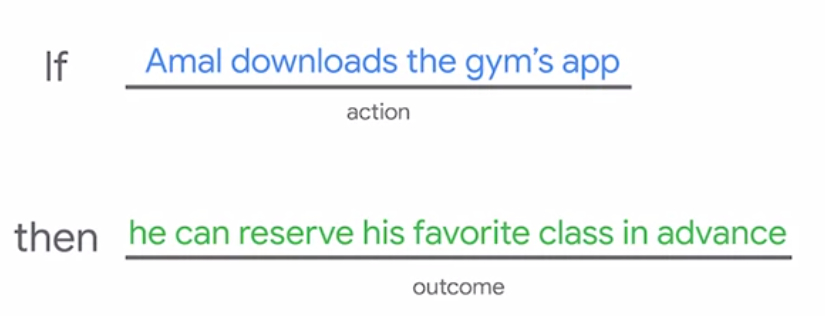 If Amal downloads the gym’s app
action
then he can reserve his favorite class in advance
outcome